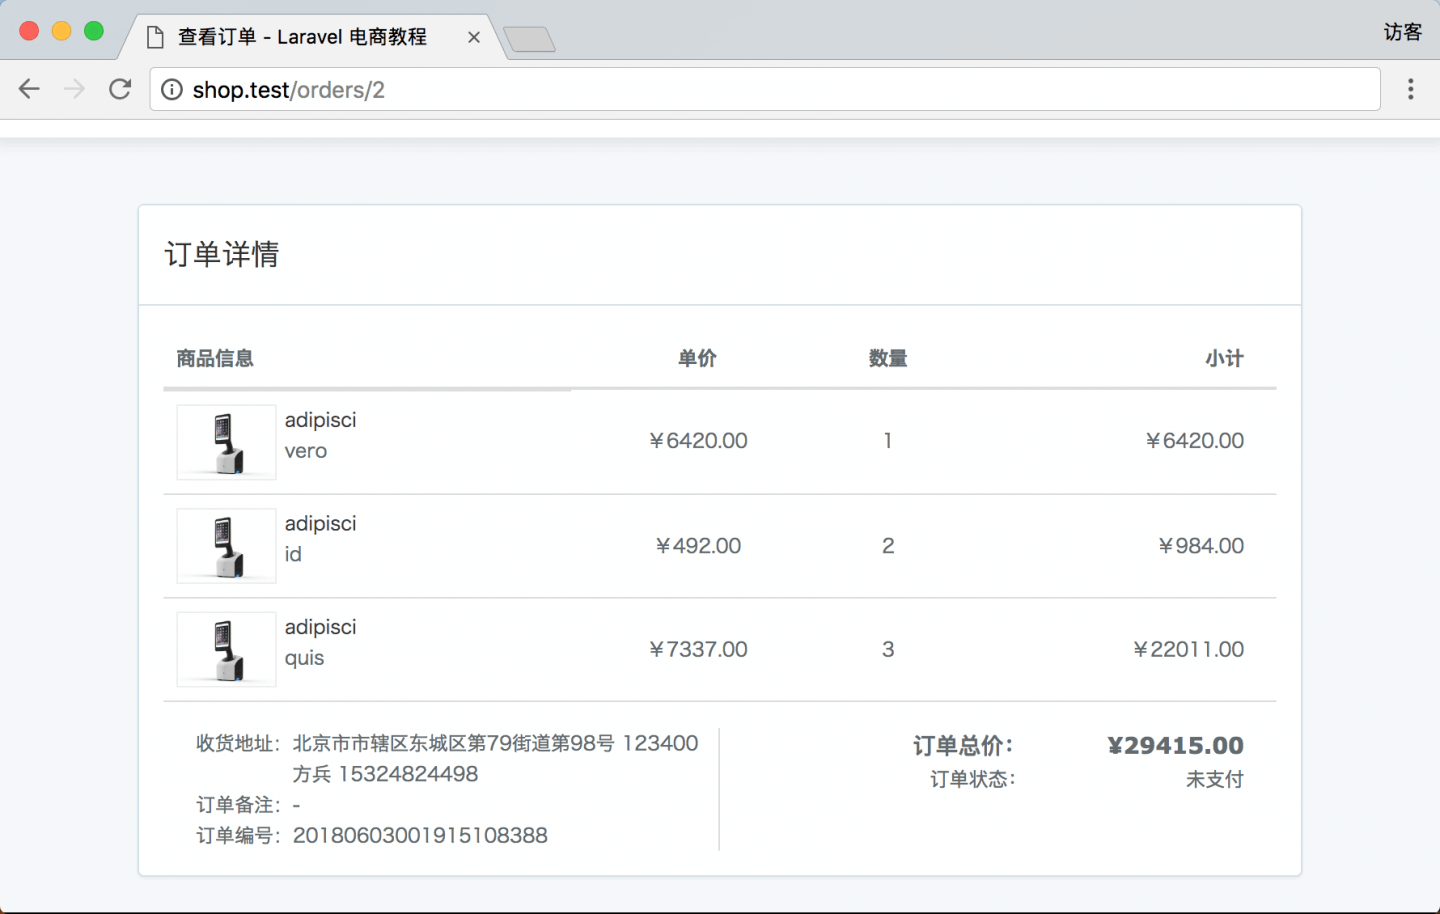 查看订单 - Laravel 电商教程
访客
shop.test/orders/2
订单详情
商品信息 单价 数量 小计
adipisci
vero
￥6420.00 1 ￥6420.00
adipisci
id
￥492.00 2 ￥984.00
adipisci
quis
￥7337.00 3 ￥22011.00
收货地址： 北京市市辖区东城区第79街道第98号 123400
方兵 15324824498
订单备注： -
订单编号： 20180603001915108388
订单总价： ￥29415.00
订单状态： 未支付